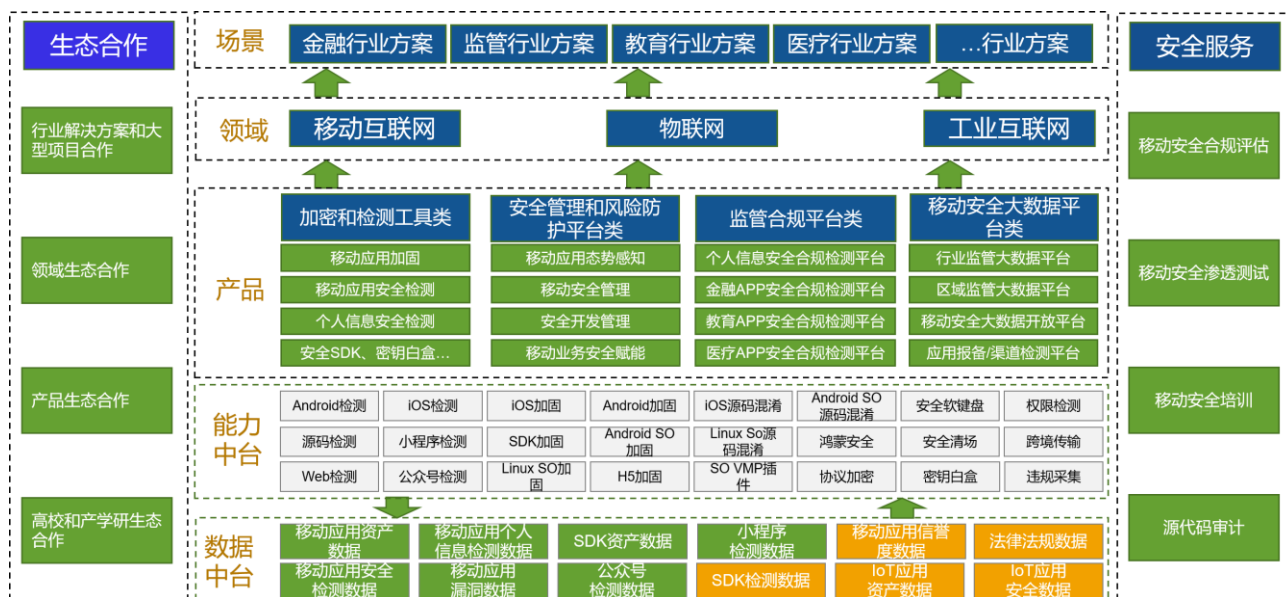 生态合作
行业解决方案和大
型项目合作
领域生态合作
产品生态合作
高校和产学研生态
合作
场景
金融行业方案
监管行业方案
教育行业方案
医疗行业方案
…行业方案
领域
移动互联网
物联网
工业互联网
产品
加密和检测工具类
移动应用加固
移动应用安全检测
个人信息安全检测
安全SDK、密钥白盒…
安全管理和风险防
护平台类
移动应用态势感知
移动安全管理
安全开发管理
移动业务安全赋能
监管合规平台类
个人信息安全合规检测平台
金融APP安全合规检测平台
教育APP安全合规检测平台
医疗APP安全合规检测平台
移动安全大数据平
台类
行业监管大数据平台
区域监管大数据平台
移动安全大数据开放平台
应用报备/渠道检测平台
能力
中台
Android检测
iOS检测
iOS加固
Android加固
iOS源码混淆
Android SO
源码混淆
安全软键盘
权限检测
源码检测
小程序检测
SDK加固
Android SO
加固
Linux So源
码混淆
鸿蒙安全
安全清场
跨境传输
Web检测
公众号检测
Linux SO加
固
H5加固
SO VMP插
件
协议加密
密钥白盒
违规采集
数据
中台
移动应用资产
数据
移动应用个人
信息检测数据
SDK资产数据
小程序
检测数据
移动应用信誉
度数据
法律法规数据
移动应用安全
检测数据
移动应用
漏洞数据
公众号
检测数据
SDK检测数据
IoT应用
资产数据
IoT应用
安全数据
安全服务
移动安全合规评估
移动安全渗透测试
移动安全培训
源代码审计